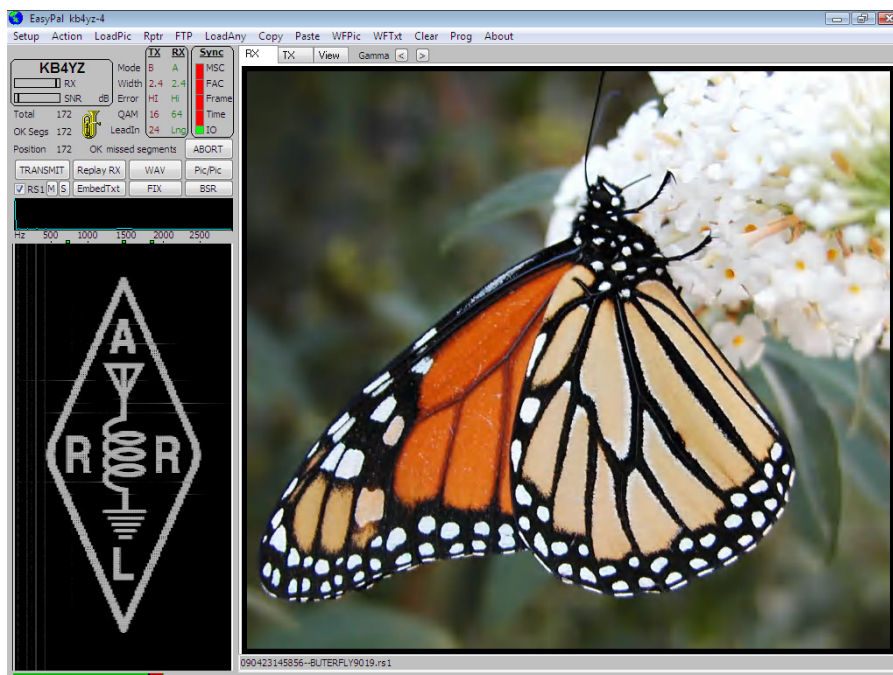 EasyPal kb4yz-4
Setup Action LoadPic Rptr FTP LoadAny Copy Paste WFPic WFTxt Clear Prog About
TX RX Sync
RX TX View Gamma < >
KB4YZ Mode B A MSC
RX Width 2.4 2.4 FAC
SNR dB Error HI Hi Frame
Total 172 QAM 16 64 Time
OK Segs 172 LeadIn 24 Lng IO
Position 172 OK missed segments ABORT
TRANSMIT Replay RX WAV Pic/Pic
RS1 M S EmbedTxt FIX BSR
Hz 500 1000 1500 2000 2500
A
R R
L
090423145856--BUTERFLY9019.rs1